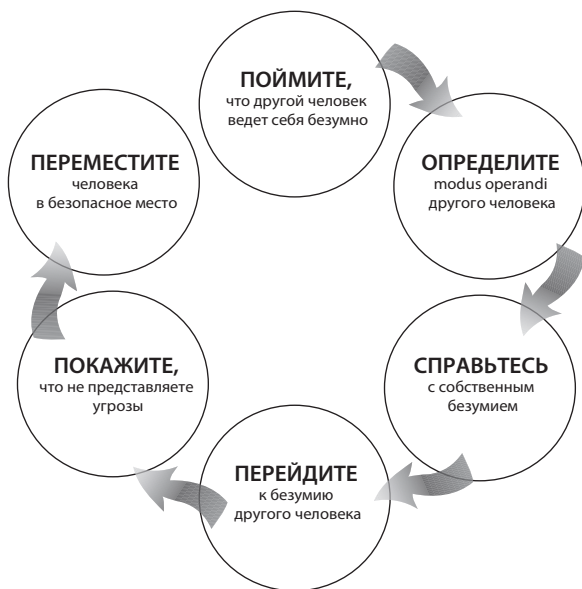 ПОЙМИТЕ,
что другой человек
ведет себя безумно
ОПРЕДЕЛИТЕ
modus operandi
другого человека
СПРАВЬТЕСЬ
с собственным
безумием
ПЕРЕЙДИТЕ
к безумию
другого человека
ПОКАЖИТЕ,
что не представляете
угрозы
ПЕРЕМЕСТИТЕ
человека
в безопасное место